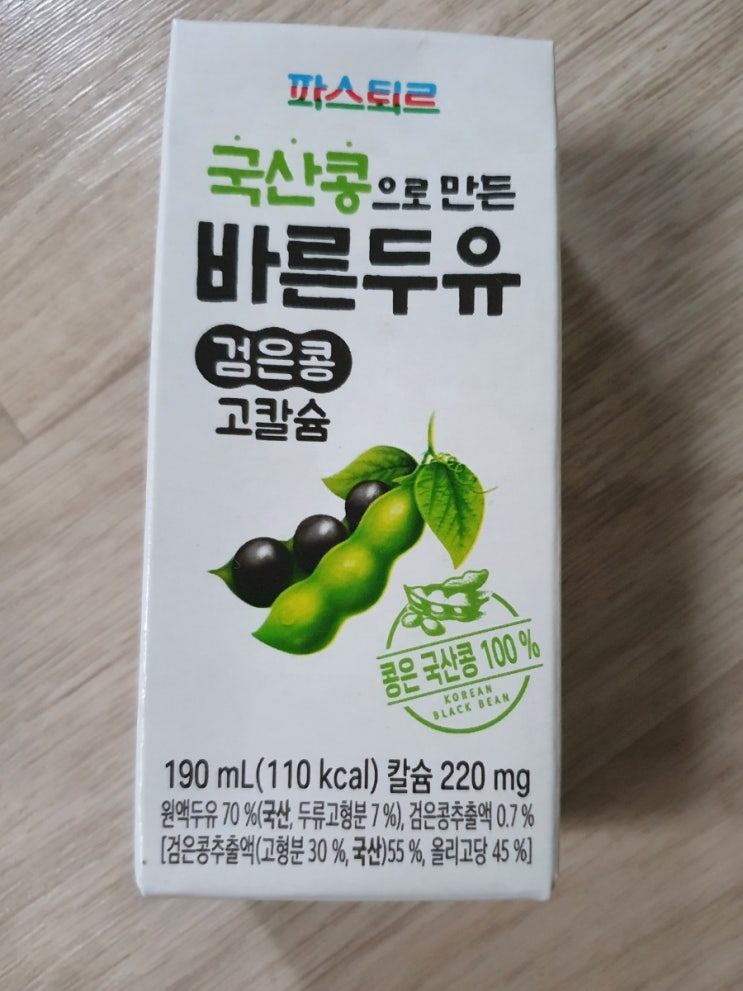 파스퇴르
국산콩으로 만든
바른두유
검은콩
고칼슘
콩은 국산콩 100 %
KOREAN
BLACK BEAN
190 mL(110 kcal) 칼슘 220 mg
원액두유 70 %(국산, 두류고형분 7 %), 검은콩추출액 0.7 %
[검은콩추출액(고형분 30 %, 국산)55 %, 올리고당 45 %]